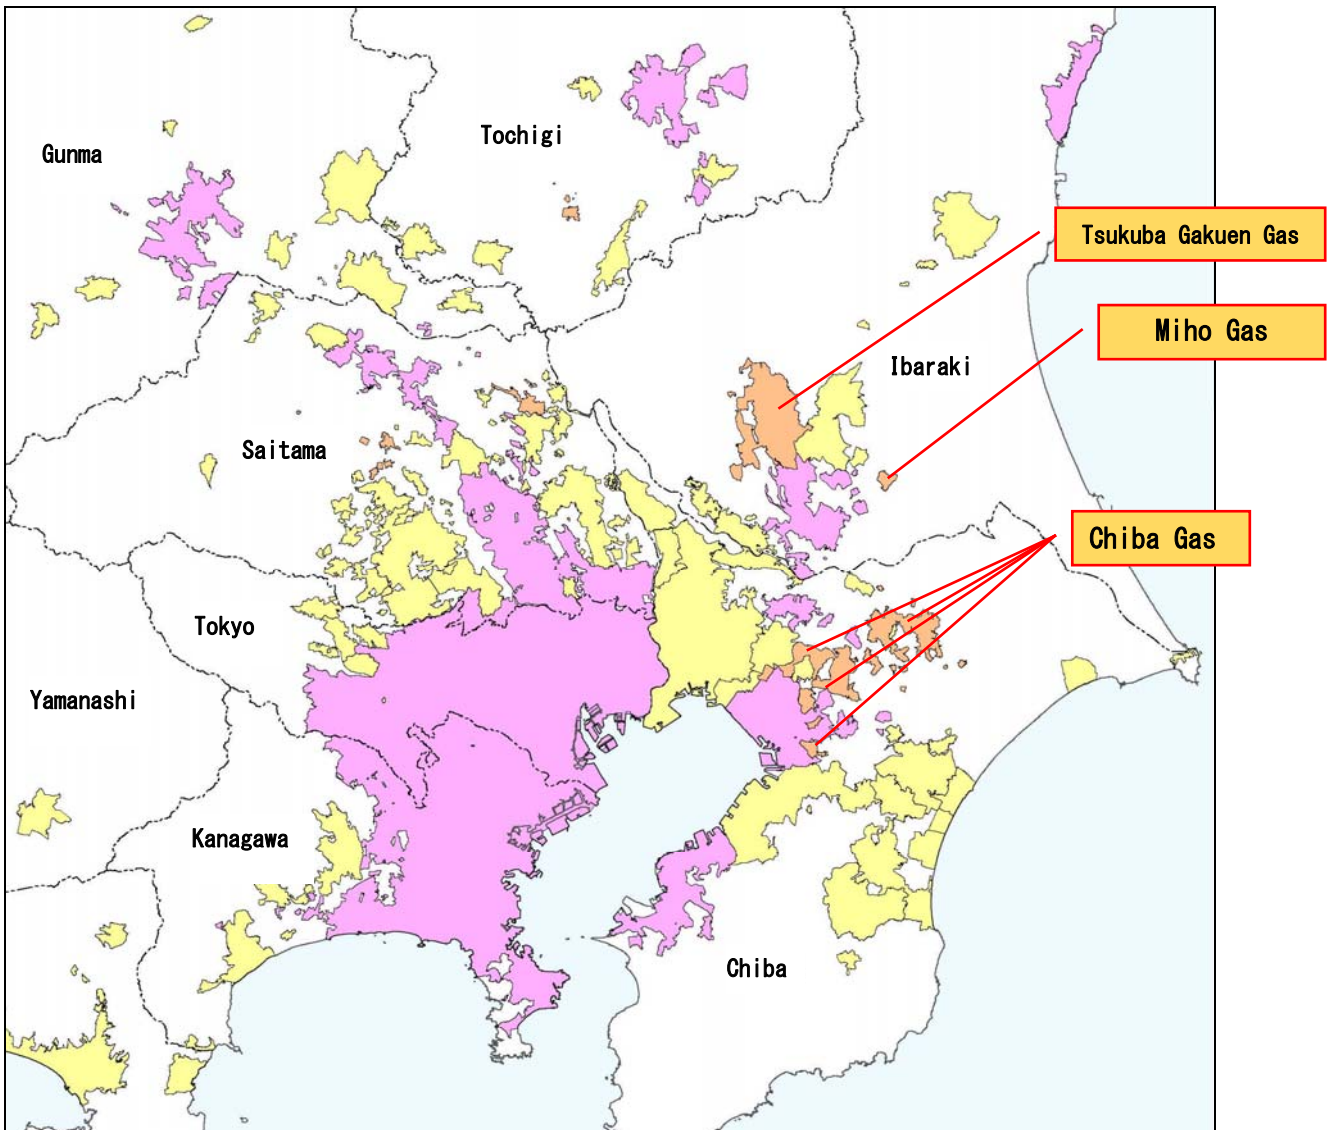 Tochigi
Gunma
Tsukuba Gakuen Gas
Miho Gas
Ibaraki
Saitama
Chiba Gas
Tokyo
Yamanashi
Kanagawa
Chiba